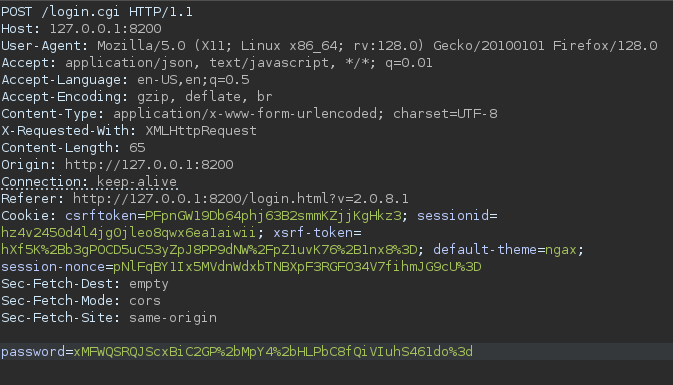 POST /login.cgi HTTP/1.1
Host: 127.0.0.1:8200
User-Agent: Mozilla/5.0 (X11; Linux x86_64; rv:128.0) Gecko/20100101 Firefox/128.0
Accept: application/json, text/javascript, */*; q=0.01
Accept-Language: en-US,en;q=0.5
Accept-Encoding: gzip, deflate, br
Content-Type: application/x-www-form-urlencoded; charset=UTF-8
X-Requested-With: XMLHttpRequest
Content-Length: 65
Origin: http://127.0.0.1:8200
Connection: keep-alive
Referer: http://127.0.0.1:8200/login.html?v=2.0.8.1
Cookie: csrftoken=PFpnGW19Db64phj63B2smmKZjjKgHkz3; sessionid=
hz4v2450d4l4jg0jleo8qwx6ea1aiwii; xsrf-token=
hXf5K%2Bb3gPOCD5uC53yZpJ8PP9dNW%2FpZ1uvK76%2B1nx8%3D; default-theme=ngax;
session-nonce=pNlFqBY1Ix5MVdnWdxbTNBXpF3RGFO34V7fihmJG9cU%3D
Sec-Fetch-Dest: empty
Sec-Fetch-Mode: cors
Sec-Fetch-Site: same-origin

password=xMFWQSRQJScxBiC2GP%2bMpY4%2bHLPbC8fQiVIuhS461do%3d